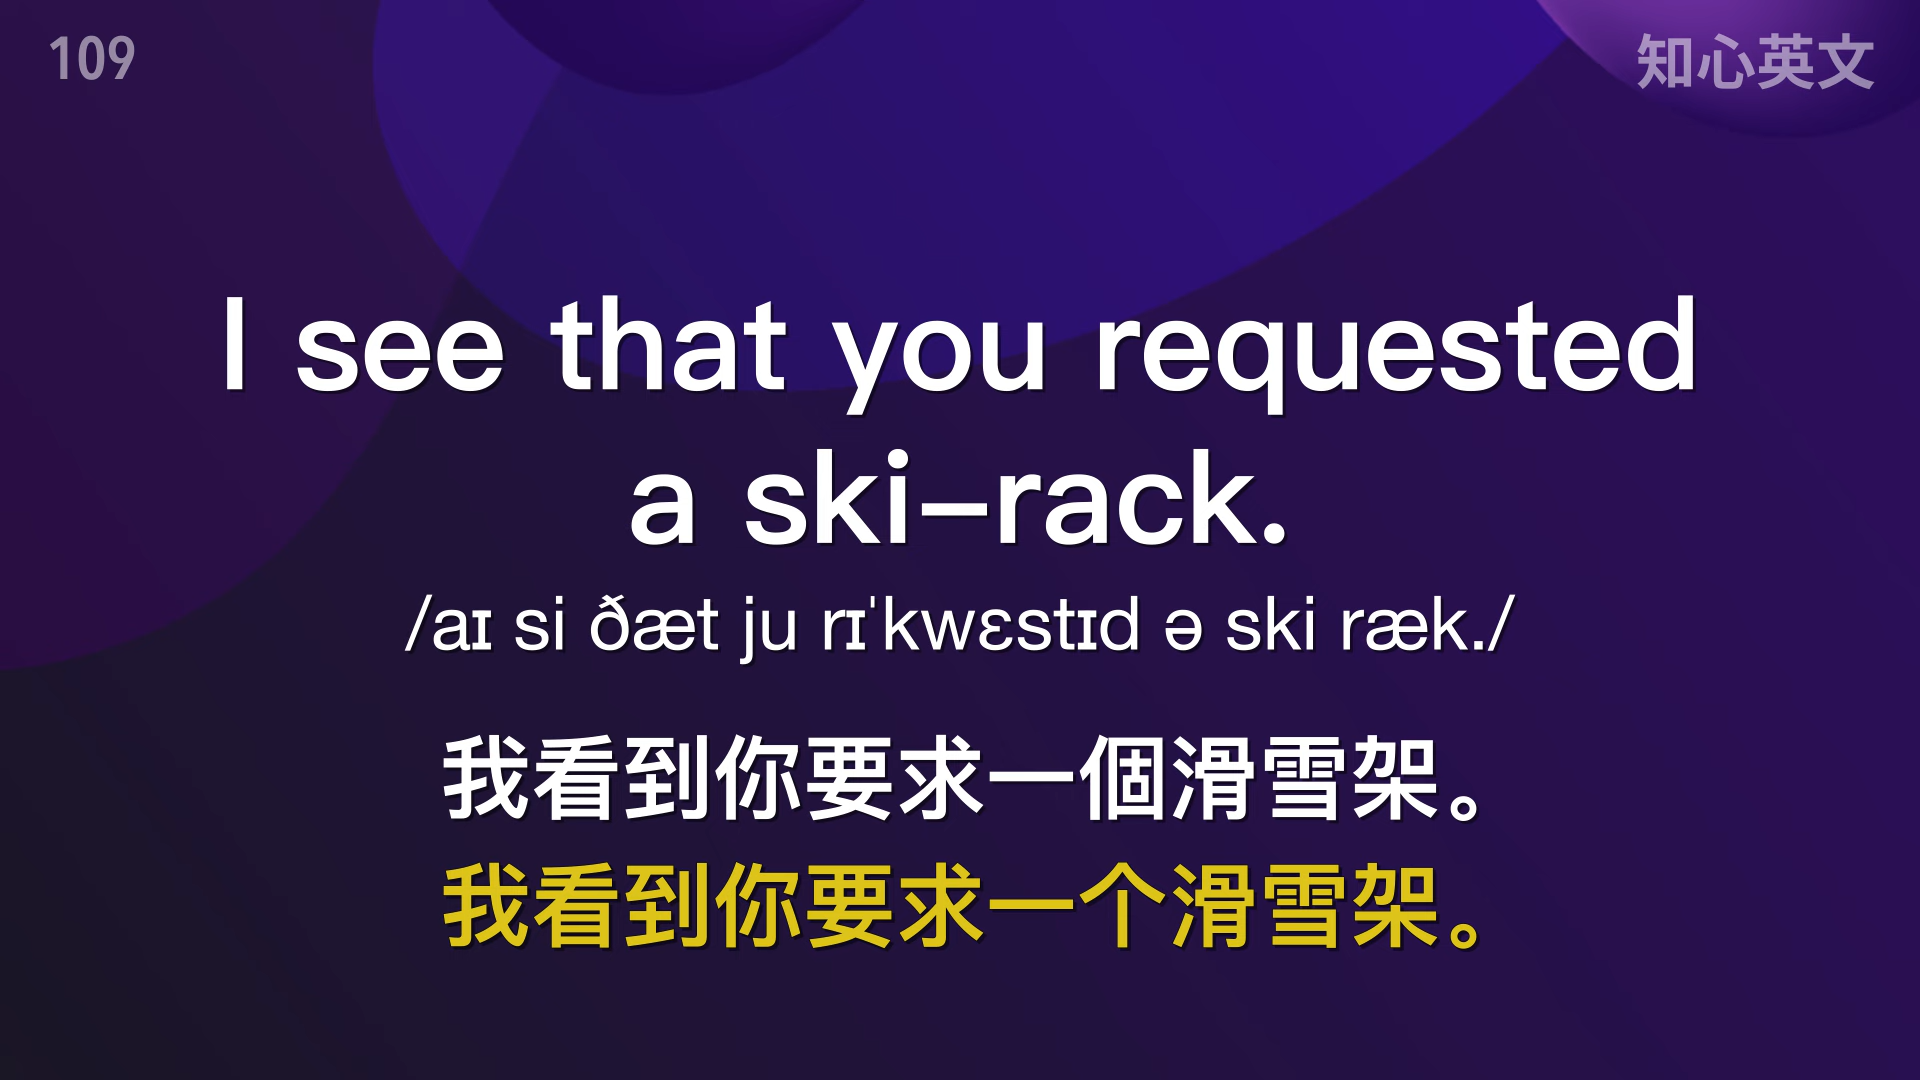 109
知心英文
I see that you requested
a ski-rack.
/aɪ si ðæt ju rɪˈkwɛstɪd ə ski ræk./
我看到你要求一個滑雪架。
我看到你要求一个滑雪架。